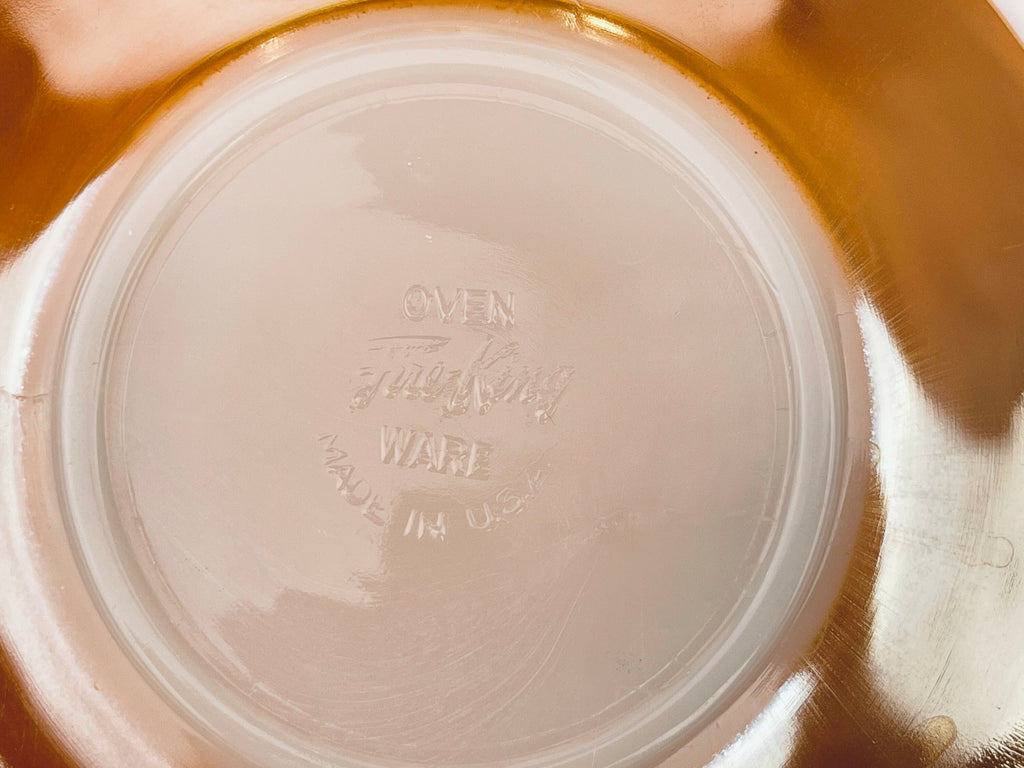 OVEN
Fire-King
WARE
MADE IN U.S.A.